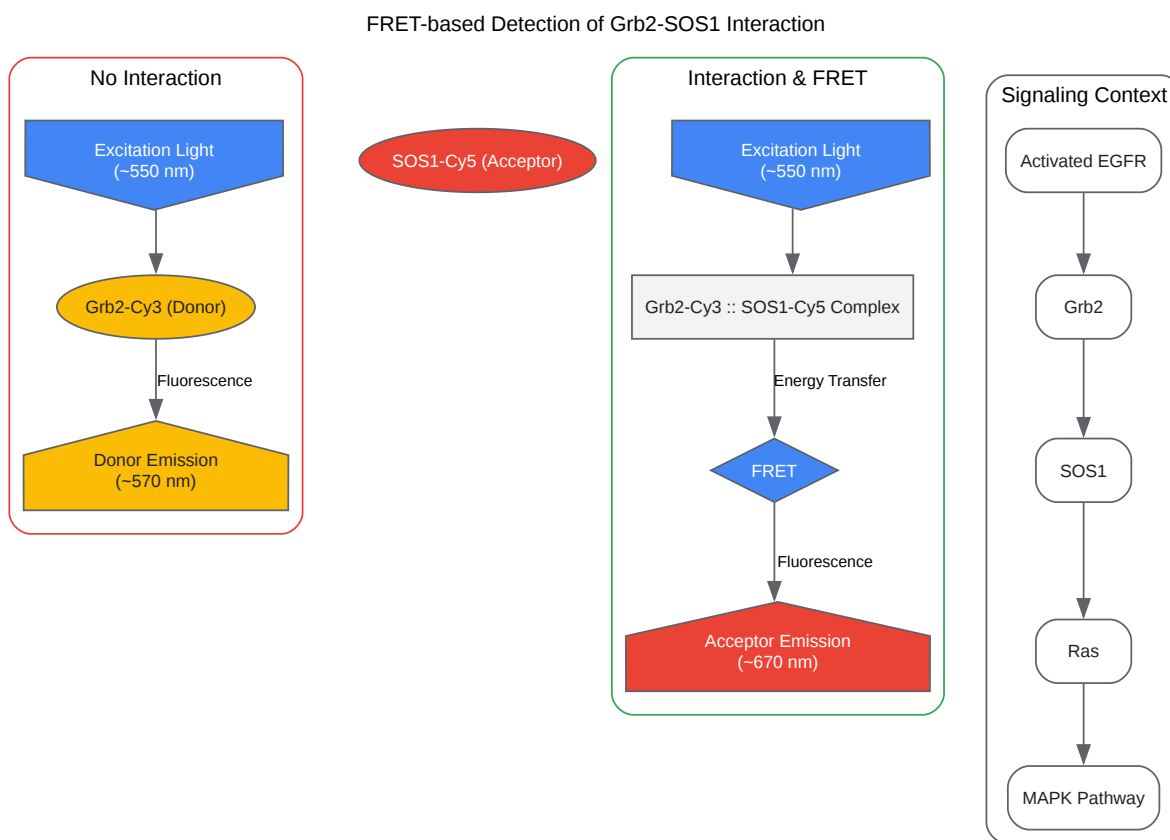 FRET-based Detection of Grb2-SOS1 Interaction
No Interaction
Excitation Light
(~550 nm)
Grb2-Cy3 (Donor)
Fluorescence
Donor Emission
(~570 nm)
SOS1-Cy5 (Acceptor)
Interaction & FRET
Excitation Light
(~550 nm)
Grb2-Cy3 :: SOS1-Cy5 Complex
Energy Transfer
FRET
Fluorescence
Acceptor Emission
(~670 nm)
Signaling Context
Activated EGFR
Grb2
SOS1
Ras
MAPK Pathway